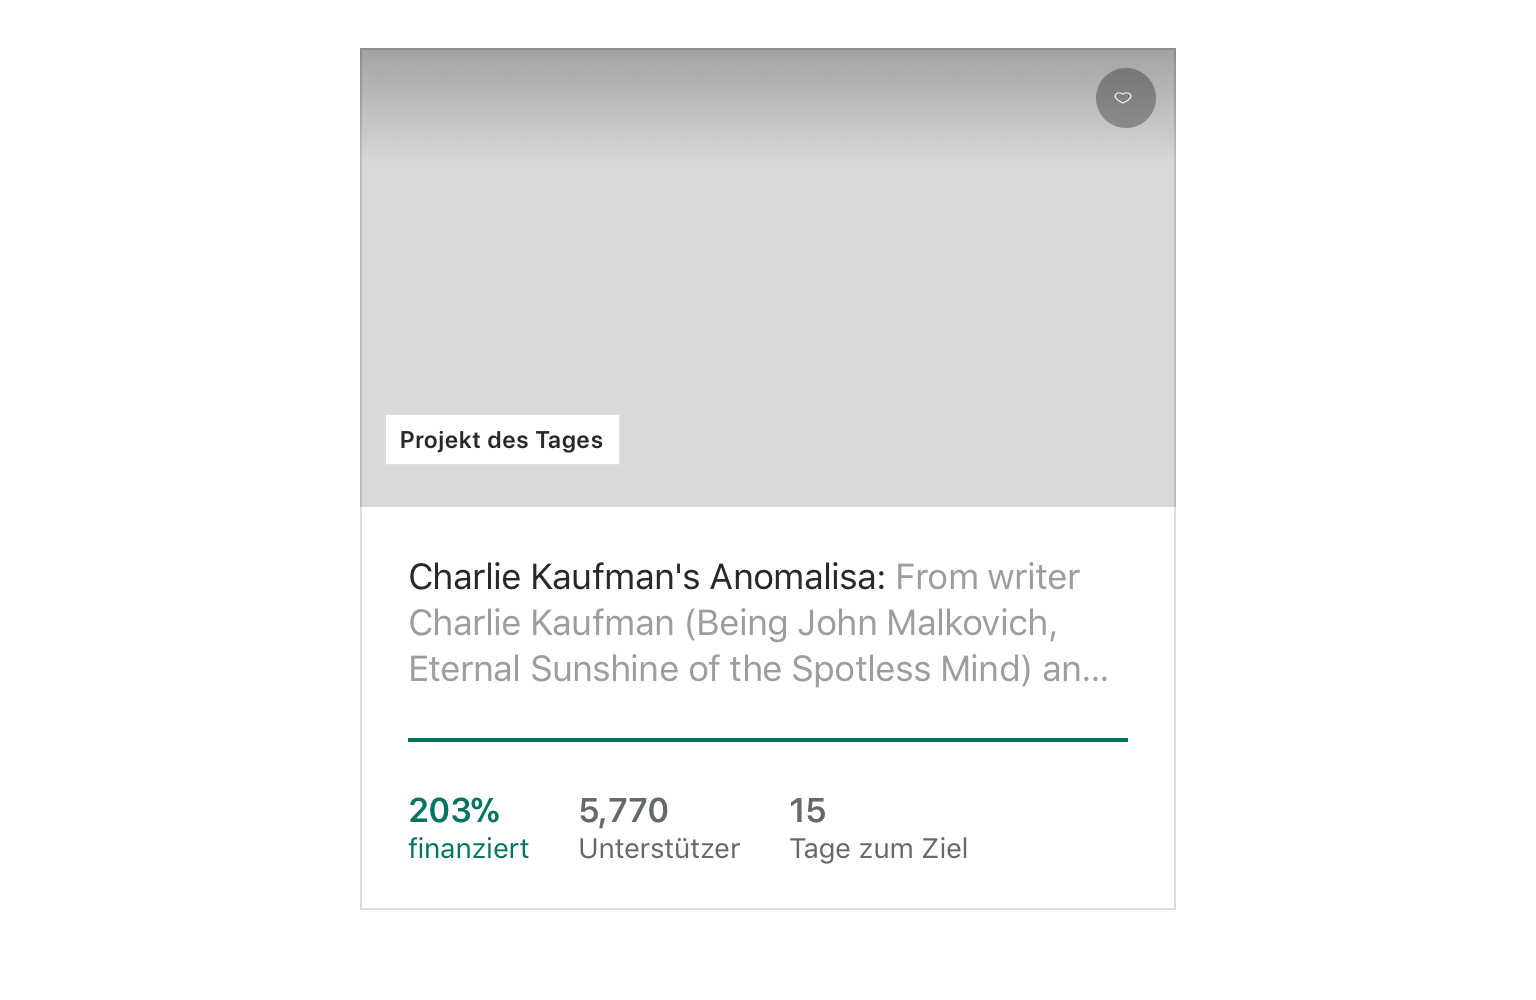 Projekt des Tages
Charlie Kaufman's Anomalisa: From writer
Charlie Kaufman (Being John Malkovich,
Eternal Sunshine of the Spotless Mind) an…
203% 5,770 15
finanziert Unterstützer Tage zum Ziel